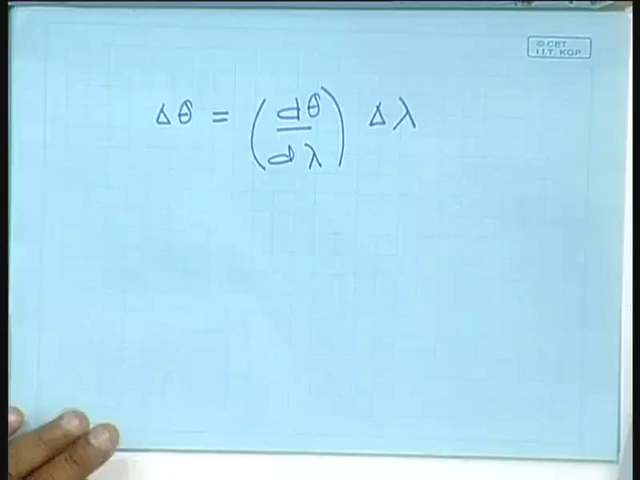 © CET
I.I.T. KGP
Δθ = (dθ/dλ) Δλ